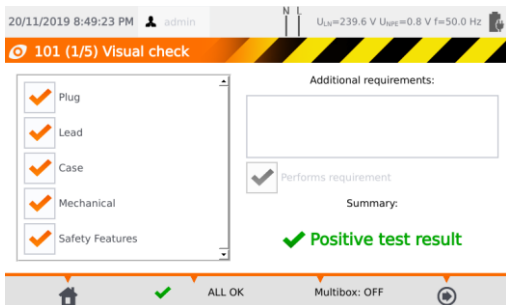 20/11/2019 8:49:23 PM admin N L U_LN=239.6 V U_NPE=0.8 V f=50.0 Hz
101 (1/5) Visual check
Additional requirements:
Plug
Lead
Case
Performs requirement
Mechanical
Summary:
Safety Features
Positive test result
ALL OK
Multibox: OFF